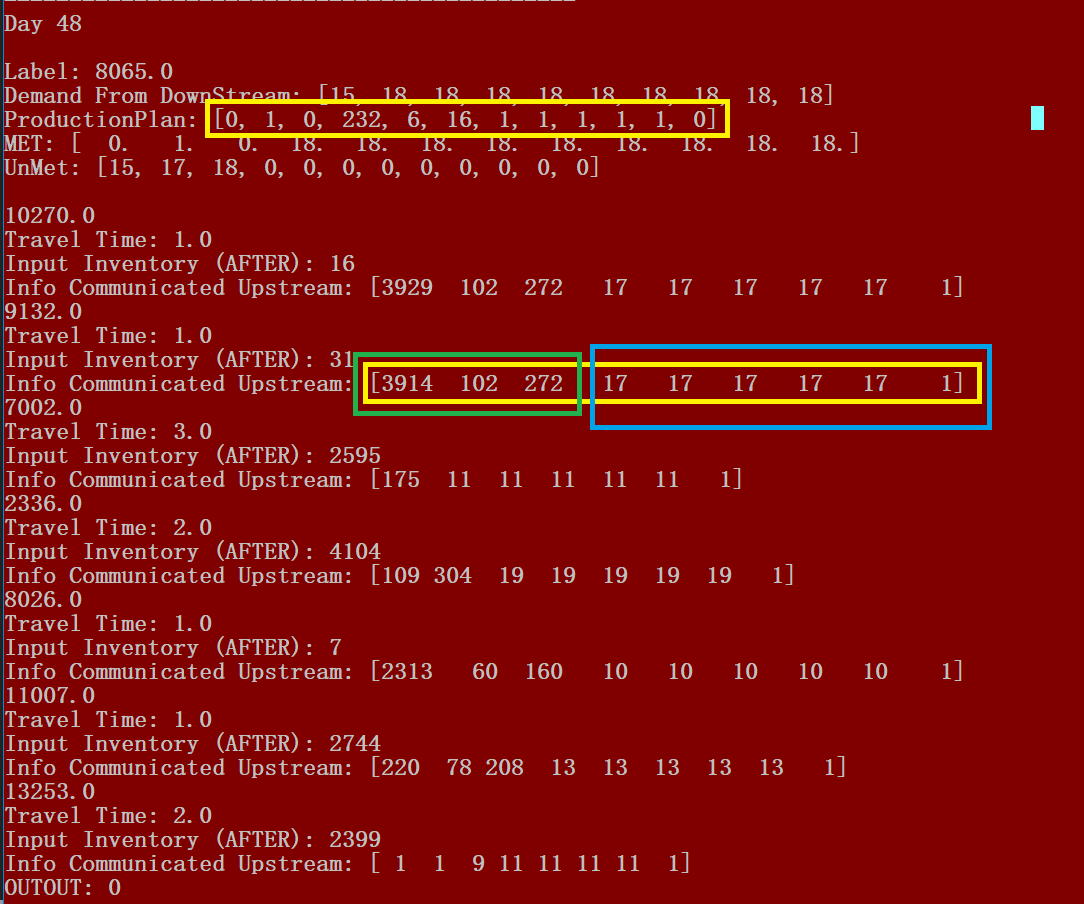 Day 48
Label: 8065.0
Demand From DownStream: [15, 18, 18, 18, 18, 18, 18, 18, 18, 18]
ProductionPlan: [0, 1, 0, 232, 6, 16, 1, 1, 1, 1, 1, 0]
MET: [ 0. 1. 0. 18. 18. 18. 18. 18. 18. 18. 18. 18.]
UnMet: [15, 17, 18, 0, 0, 0, 0, 0, 0, 0, 0, 0]
10270.0
Travel Time: 1.0
Input Inventory (AFTER): 16
Info Communicated Upstream: [3929 102 272 17 17 17 17 17 1]
9132.0
Travel Time: 1.0
Input Inventory (AFTER): 31
Info Communicated Upstream: [3914 102 272 17 17 17 17 17 1]
7002.0
Travel Time: 3.0
Input Inventory (AFTER): 2595
Info Communicated Upstream: [175 11 11 11 11 11 1]
2336.0
Travel Time: 2.0
Input Inventory (AFTER): 4104
Info Communicated Upstream: [109 304 19 19 19 19 19 1]
8026.0
Travel Time: 1.0
Input Inventory (AFTER): 7
Info Communicated Upstream: [2313 60 160 10 10 10 10 10 1]
11007.0
Travel Time: 1.0
Input Inventory (AFTER): 2744
Info Communicated Upstream: [220 78 208 13 13 13 13 13 1]
13253.0
Travel Time: 2.0
Input Inventory (AFTER): 2399
Info Communicated Upstream: [ 1 1 9 11 11 11 11 1]
OUTOUT: 0